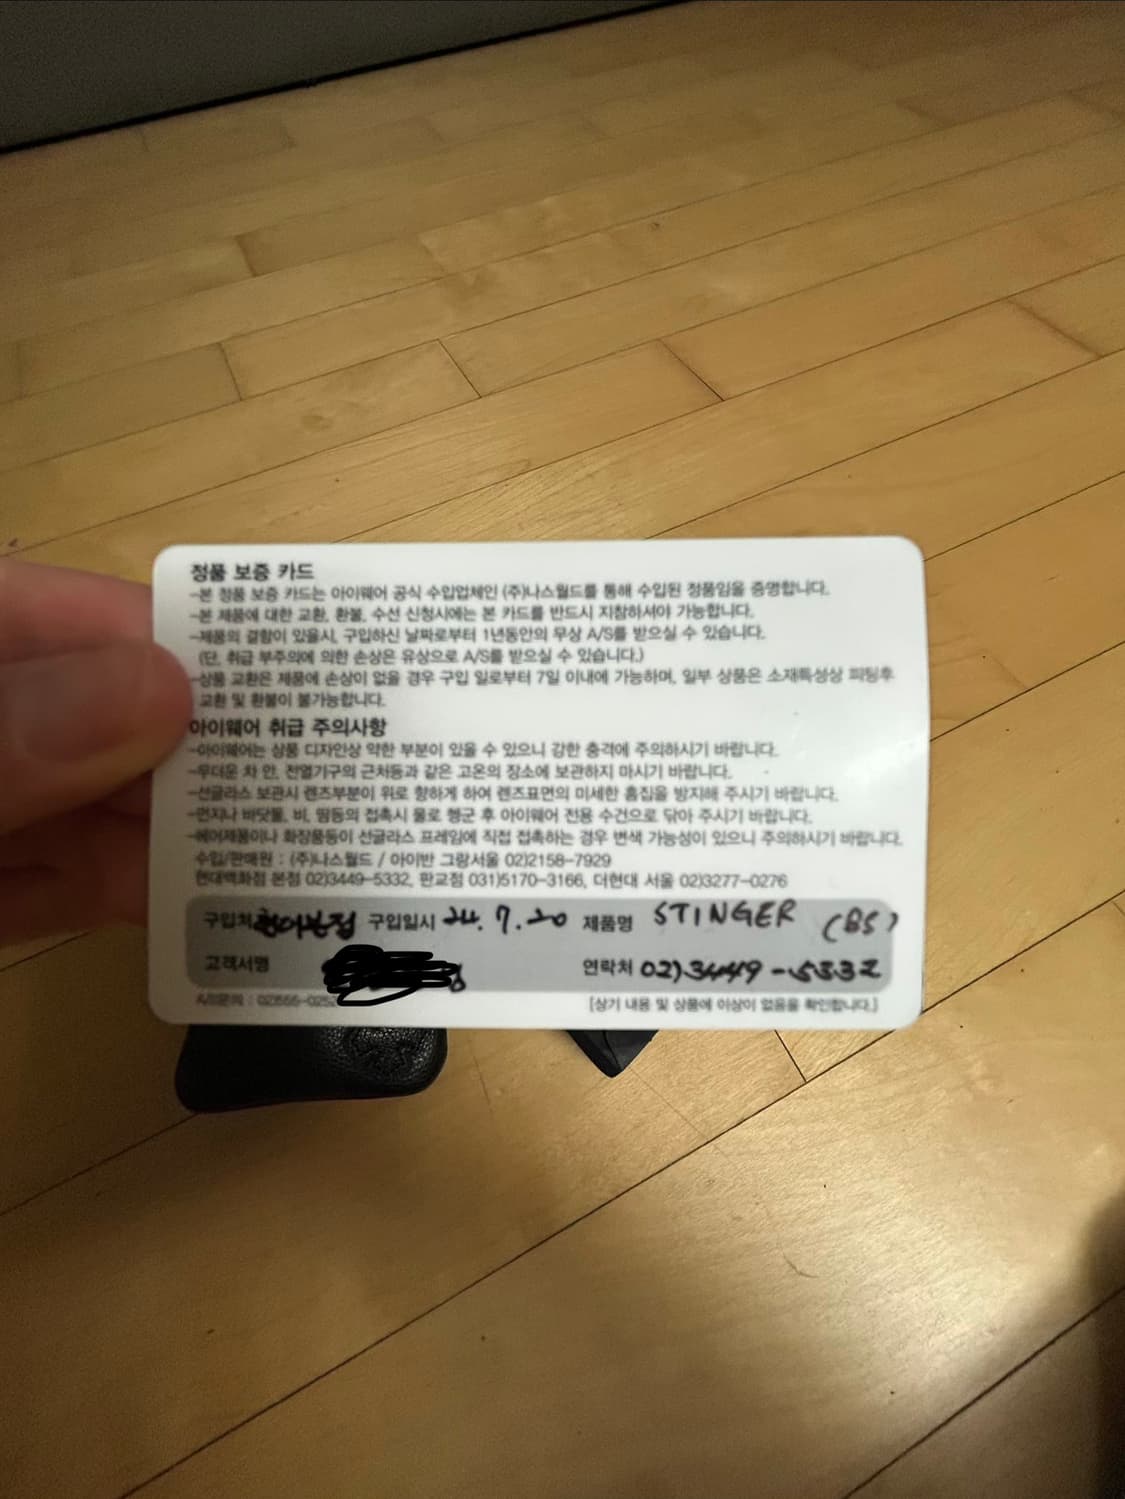 정품 보증 카드
-본 정품 보증 카드는 아이웨어 공식 수입업체인 (주)나스월드를 통해 수입된 정품임을 증명합니다.
-본 제품에 대한 교환, 환불, 수선 신청시에는 본 카드를 반드시 지참하셔야 가능합니다.
-제품의 결함이 있을시, 구입하신 날짜로부터 1년동안의 무상 A/S를 받으실 수 있습니다.
(단, 취급 부주의에 의한 손상은 유상으로 A/S를 받으실 수 있습니다.)
-상품 교환은 제품에 손상이 없을 경우 구입 일로부터 7일 이내에 가능하며, 일부 상품은 소재특성상 피팅후
교환 및 환불이 불가능합니다.
아이웨어 취급 주의사항
-아이웨어는 상품 디자인상 약한 부분이 있을 수 있으니 강한 충격에 주의하시기 바랍니다.
-무더운 차 안, 전열기구의 근처등과 같은 고온의 장소에 보관하지 마시기 바랍니다.
-선글라스 보관시 렌즈부분이 위로 향하게 하여 렌즈표면의 미세한 흠집을 방지해 주시기 바랍니다.
-먼지나 바닷물, 비, 땀등의 접촉시 물로 헹군 후 아이웨어 전용 수건으로 닦아 주시기 바랍니다.
-헤어제품이나 화장품등이 선글라스 프레임에 직접 접촉하는 경우 변색 가능성이 있으니 주의하시기 바랍니다.
수입/판매원 : (주)나스월드 / 아이반 그랑서울 02)2158-7929
현대백화점 본점 02)3449-5332, 판교점 031)5170-3166, 더현대 서울 02)3277-0276
구입처 구입일시 24. 7. 20 제품명 STINGER (BS)
고객서명 연락처 02)3449-5332
A/S문의 : 02)555-0252 [상기 내용 및 상품에 이상이 없음을 확인합니다.]